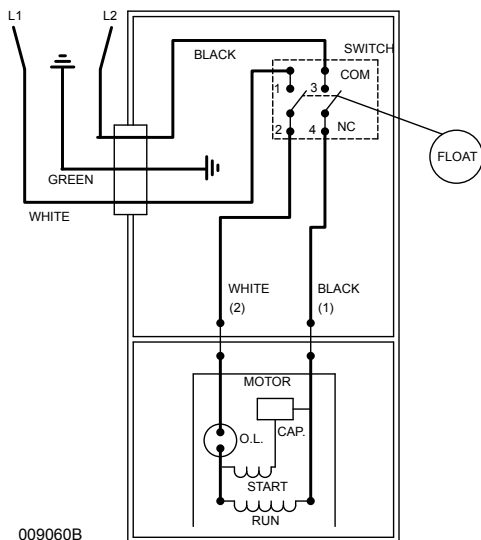 L1
L2
BLACK
SWITCH
COM
1
3
2
4
NC
FLOAT
GREEN
WHITE
WHITE
(2)
BLACK
(1)
MOTOR
CAP.
O.L.
START
RUN
009060B